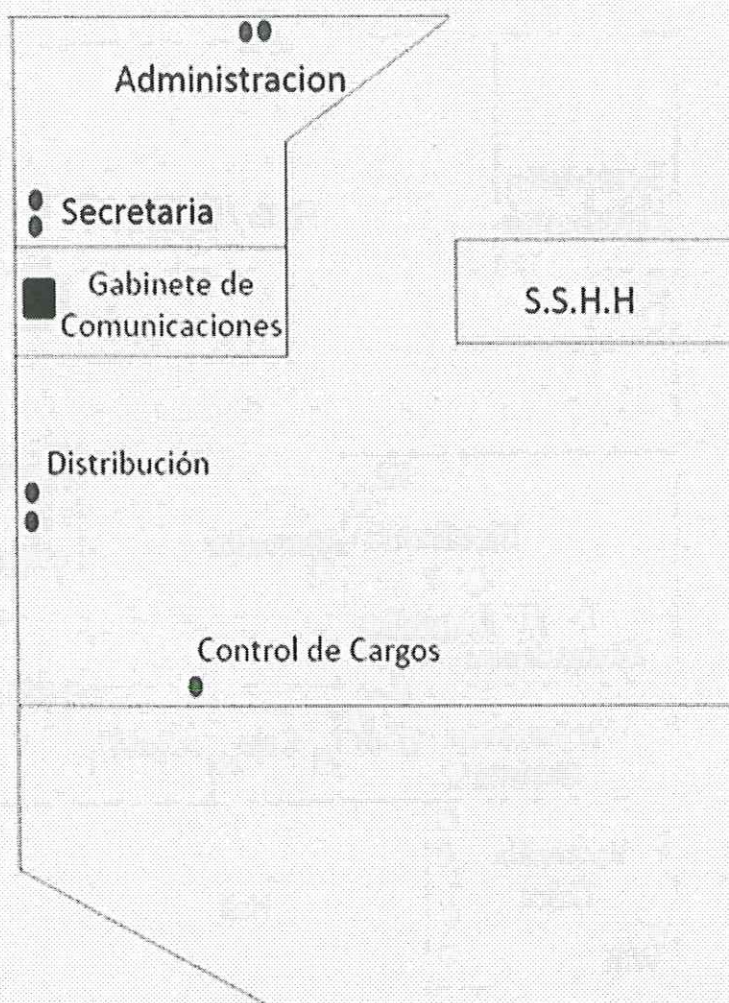 Administracion
Secretaria
Gabinete de
Comunicaciones
S.S.H.H
Distribución
Control de Cargos